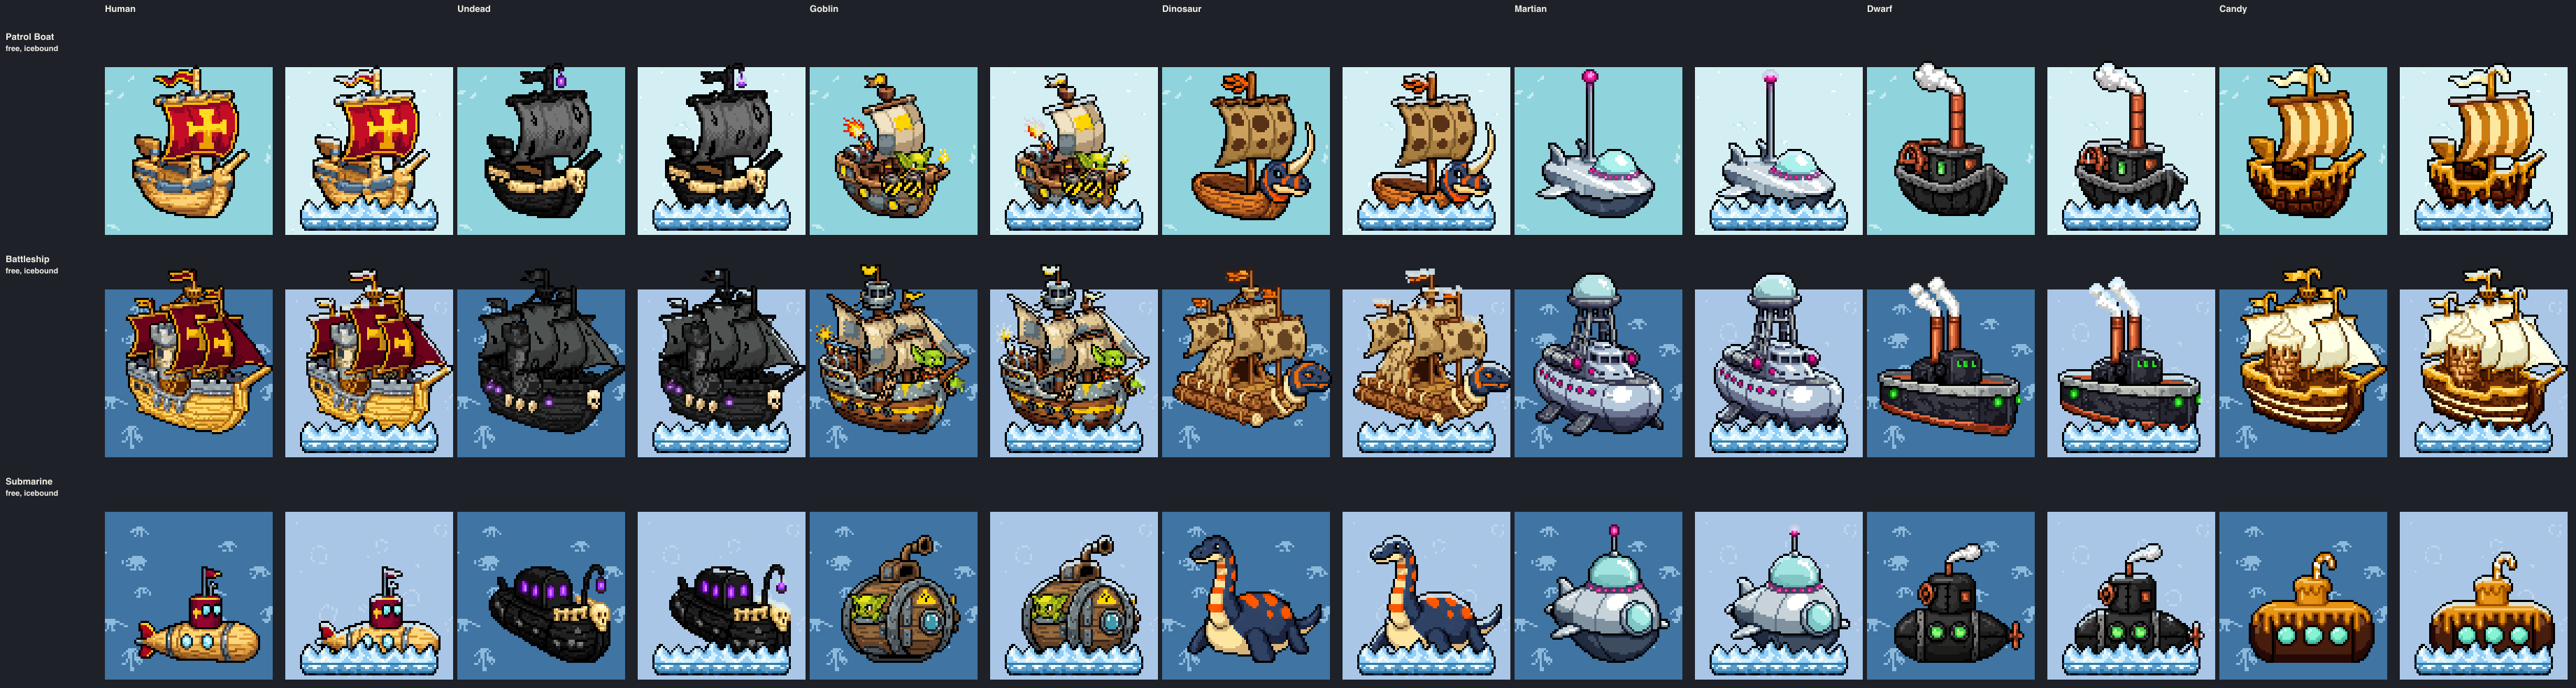 Human Undead Goblin Dinosaur Martian Dwarf Candy
Patrol Boat
free, icebound
Battleship
free, icebound
Submarine
free, icebound